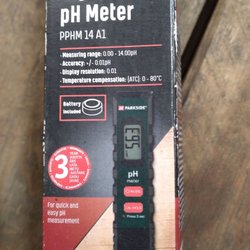 pH Meter
PPHM 14 A1
- Measuring range: 0.00 - 14.00pH
- Accuracy: +/- 0.01pH
- Display resolution: 0.01
- Temperature compensation: (ATC): 0 - 80°C
Battery
included
PARKSIDE
3
pH
meter
For quick and
easy pH
measurement